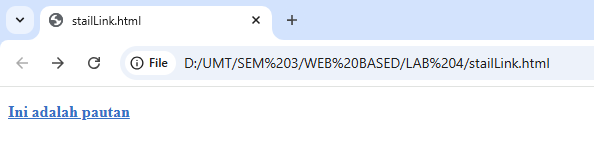 stailLink.html
File D:/UMT/SEM%203/WEB%20BASED/LAB%204/stailLink.html
Ini adalah pautan